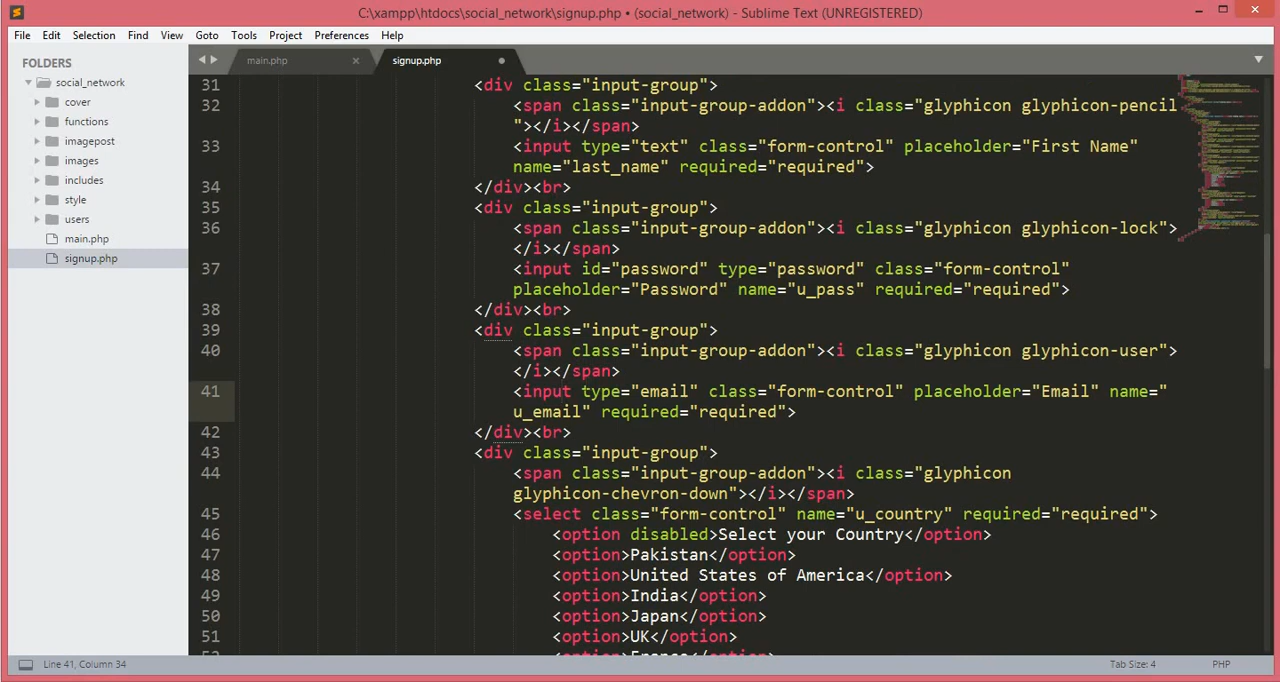 C:\xampp\htdocs\social_network\signup.php • (social_network) - Sublime Text (UNREGISTERED)
File Edit Selection Find View Goto Tools Project Preferences Help
FOLDERS
social_network
cover
functions
imagepost
images
includes
style
users
main.php
signup.php
main.php × signup.php
31 <div class="input-group">
32 <span class="input-group-addon"><i class="glyphicon glyphicon-pencil
"></i></span>
33 <input type="text" class="form-control" placeholder="First Name"
name="last_name" required="required">
34 </div><br>
35 <div class="input-group">
36 <span class="input-group-addon"><i class="glyphicon glyphicon-lock">
</i></span>
37 <input id="password" type="password" class="form-control"
placeholder="Password" name="u_pass" required="required">
38 </div><br>
39 <div class="input-group">
40 <span class="input-group-addon"><i class="glyphicon glyphicon-user">
</i></span>
41 <input type="email" class="form-control" placeholder="Email" name="
u_email" required="required">
42 </div><br>
43 <div class="input-group">
44 <span class="input-group-addon"><i class="glyphicon
glyphicon-chevron-down"></i></span>
45 <select class="form-control" name="u_country" required="required">
46 <option disabled>Select your Country</option>
47 <option>Pakistan</option>
48 <option>United States of America</option>
49 <option>India</option>
50 <option>Japan</option>
51 <option>UK</option>
Line 41, Column 34
Tab Size: 4
PHP